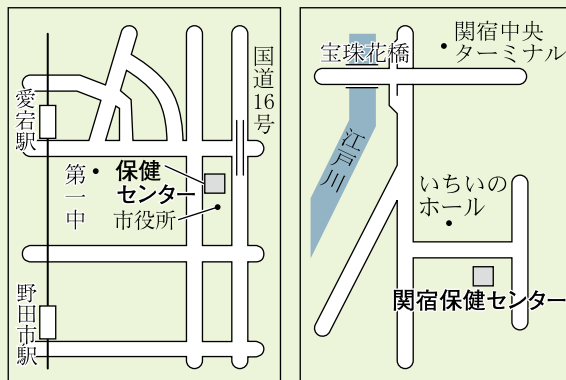 国道16号
愛宕駅
第一中
保健
センター
市役所
野田市駅
宝珠花橋
関宿中央
ターミナル
江戸川
いちいの
ホール
関宿保健センター